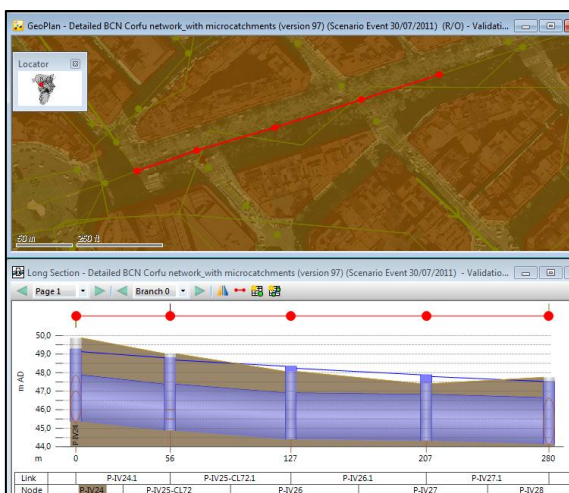 GeoPlan - Detailed BCN Corfu network_with microcatchments (version 97) (Scenario Event 30/07/2011) (R/O) - Validatio...
Locator
50 m 250 ft
Long Section - Detailed BCN Corfu network_with microcatchments (version 97) (Scenario Event 30/07/2011) - Validatio...
Page 1 Branch 0
50,0
49,0
48,0
47,0
46,0
45,0
44,0
m AD
P-IV24
m 0 56 127 207 280
Link P-IV24.1 P-IV25-CL72.1 P-IV26.1 P-IV27.1
Node P-IV24 P-IV25-CL72 P-IV26 P-IV27 P-IV28